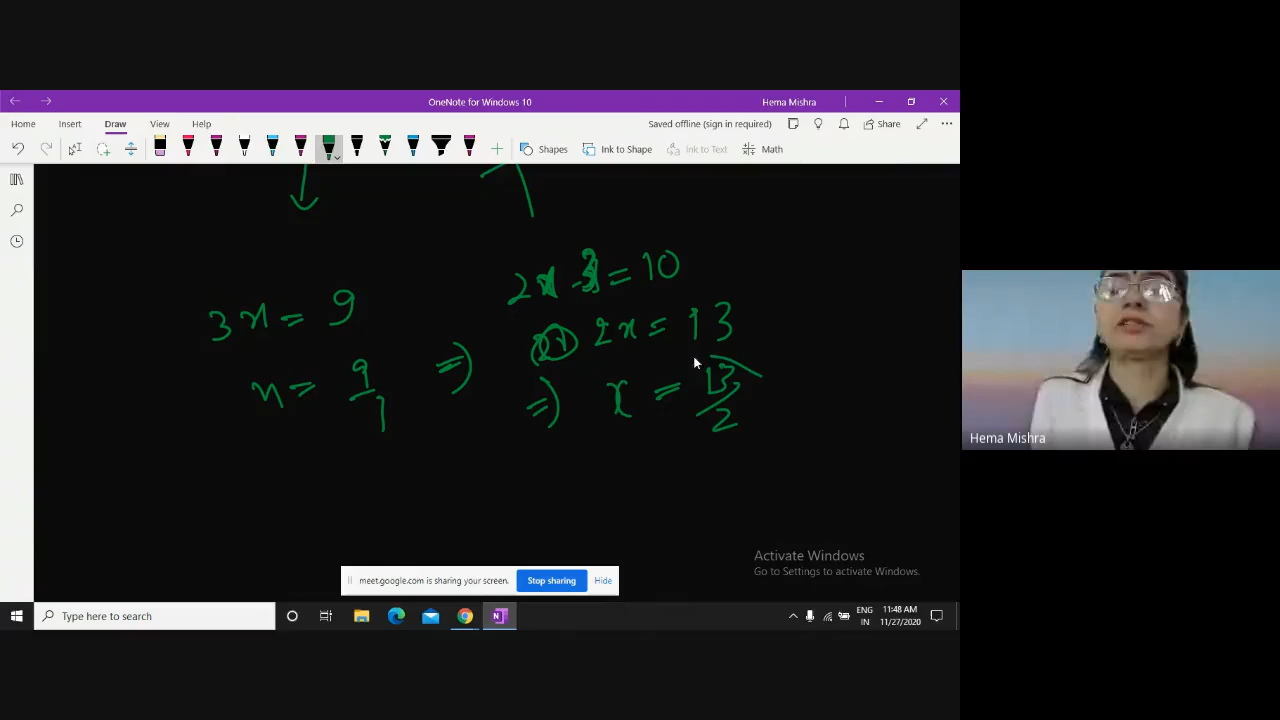 OneNote for Windows 10
Hema Mishra
Home Insert Draw View Help
Saved offline (sign in required)
Share
Shapes
Ink to Shape
Ink to Text
Math
2x - 3 = 10
3x = 9
2x = 13
x = 9/7
⇒
⇒ x = 13/2
Hema Mishra
Activate Windows
Go to Settings to activate Windows.
meet.google.com is sharing your screen.
Stop sharing
Hide
Type here to search
ENG
IN
11:48 AM
11/27/2020